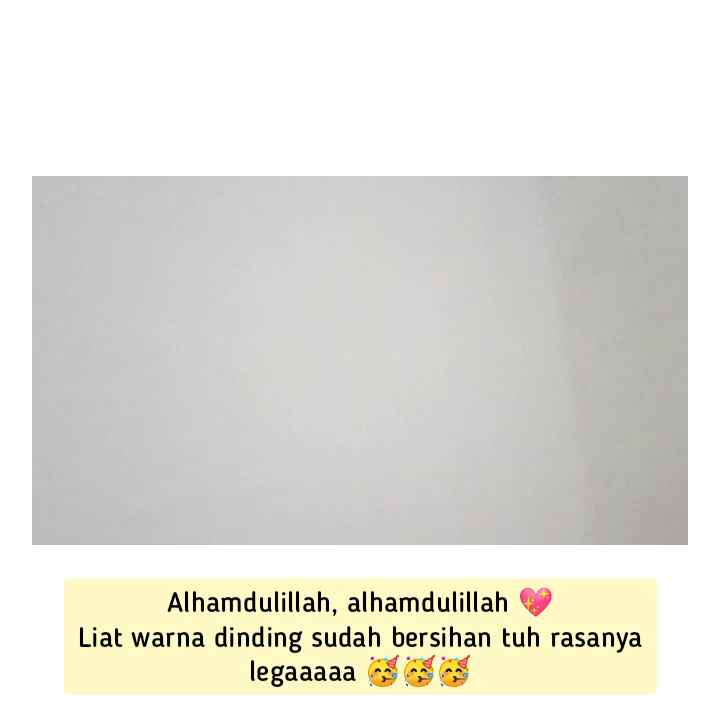 Alhamdulillah, alhamdulillah 💖
Liat warna dinding sudah bersihan tuh rasanya
legaaaaa 🥳🥳🥳